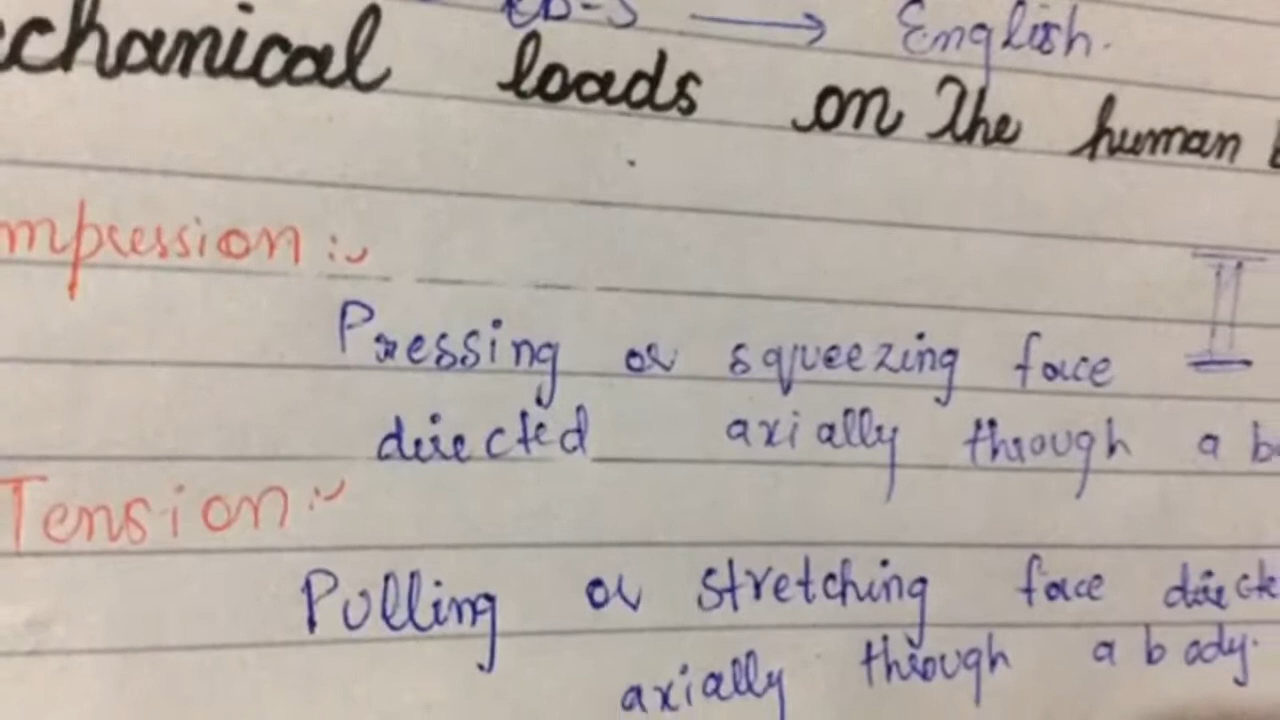 → English.
chanical loads on The human
mpression :-
Pressing or squeezing force
directed axially through a b
Tension :-
Pulling or stretching force directe
axially through a body.